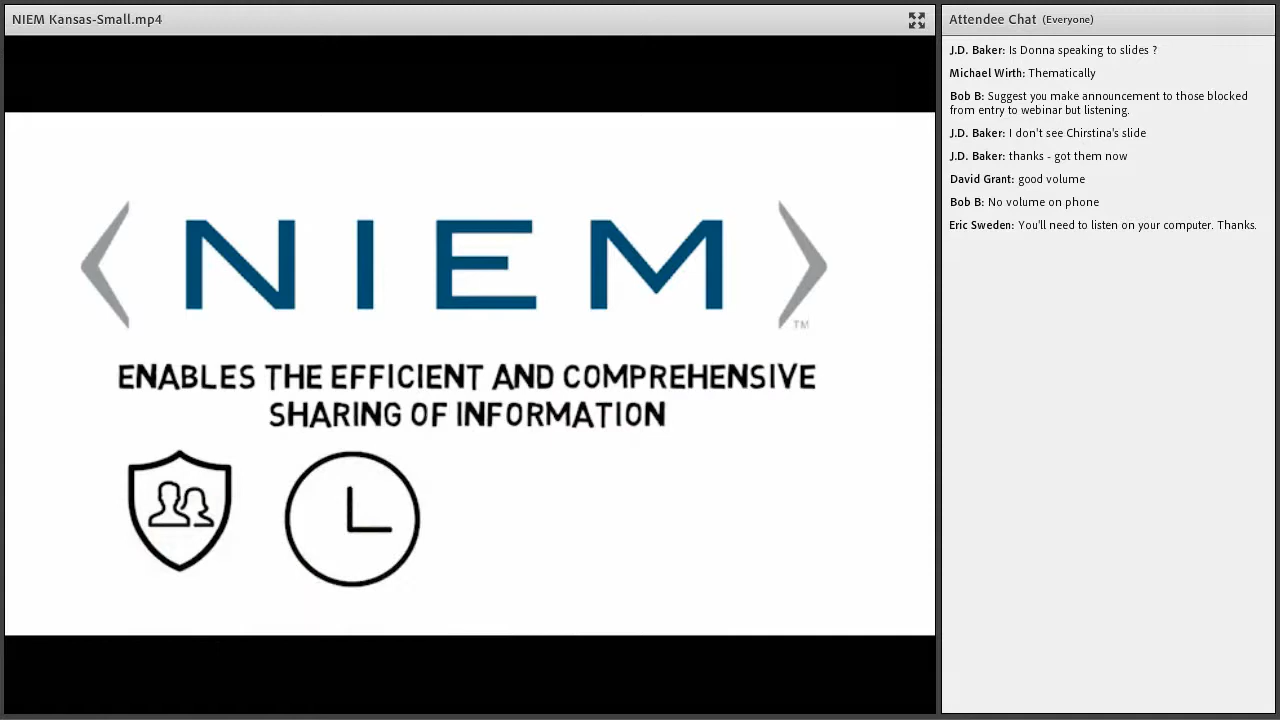 NIEM Kansas-Small.mp4
NIEM
TM
ENABLES THE EFFICIENT AND COMPREHENSIVE
SHARING OF INFORMATION
Attendee Chat (Everyone)
J.D. Baker: Is Donna speaking to slides ?
Michael Wirth: Thematically
Bob B: Suggest you make announcement to those blocked
from entry to webinar but listening.
J.D. Baker: I don't see Chirstina's slide
J.D. Baker: thanks - got them now
David Grant: good volume
Bob B: No volume on phone
Eric Sweden: You'll need to listen on your computer. Thanks.